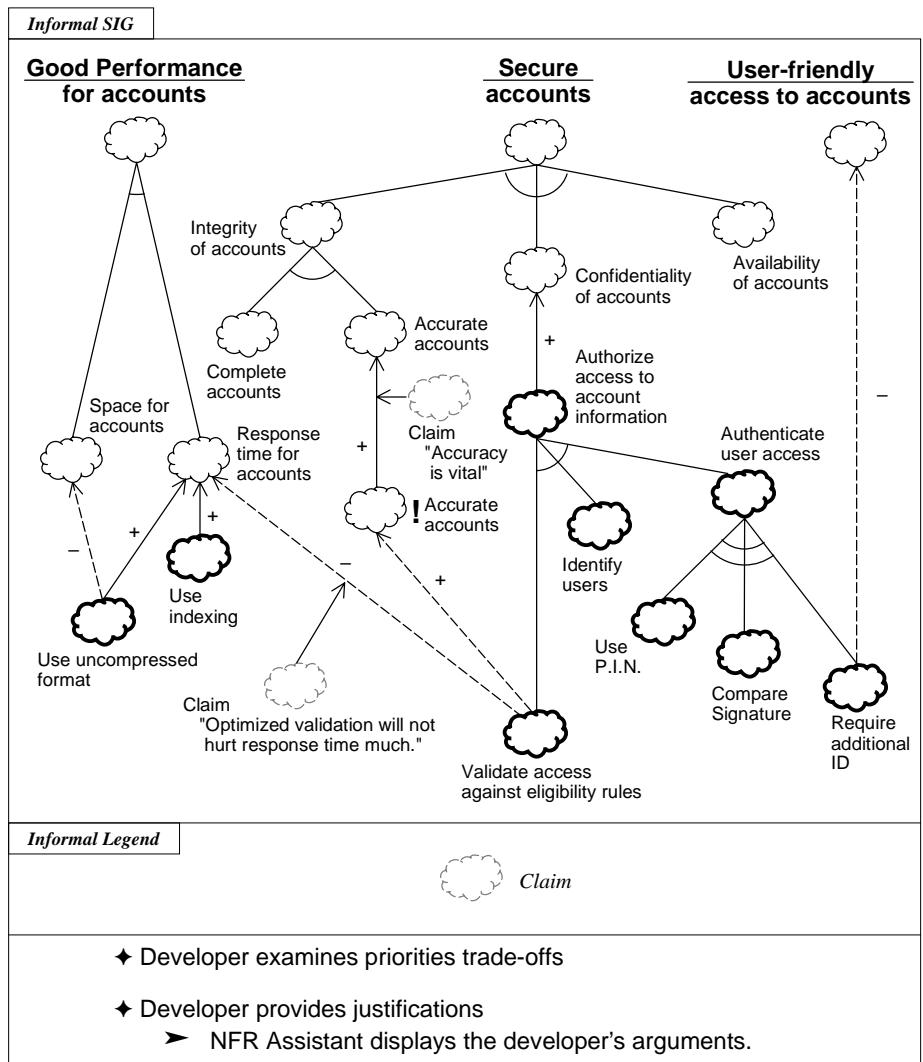 Informal SIG
Good Performance
for accounts
Secure
accounts
User-friendly
access to accounts
Integrity
of accounts
Confidentiality
of accounts
Availability
of accounts
Complete
accounts
Accurate
accounts
+
Authorize
access to
account
information
Claim
"Accuracy
is vital"
+
–
Space for
accounts
Response
time for
accounts
Authenticate
user access
! Accurate
accounts
–
+
+
Use
indexing
Use uncompressed
format
–
+
Identify
users
Use
P.I.N.
Compare
Signature
Require
additional
ID
Claim
"Optimized validation will not
hurt response time much."
Validate access
against eligibility rules
Informal Legend
Claim
✦ Developer examines priorities trade-offs
✦ Developer provides justifications
➤ NFR Assistant displays the developer's arguments.